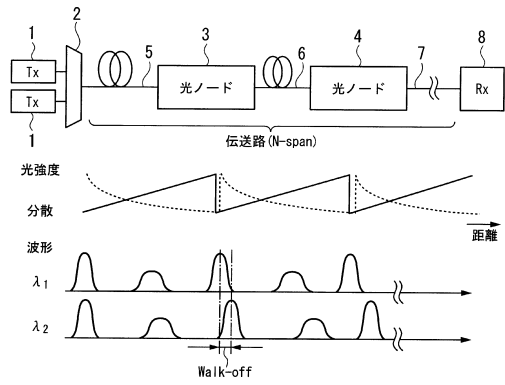 1
2
3
4
8
Tx
5
光ノード
6
光ノード
7
Rx
Tx
1
伝送路(N-span)
光強度
分散
距離
波形
λ1
λ2
Walk-off